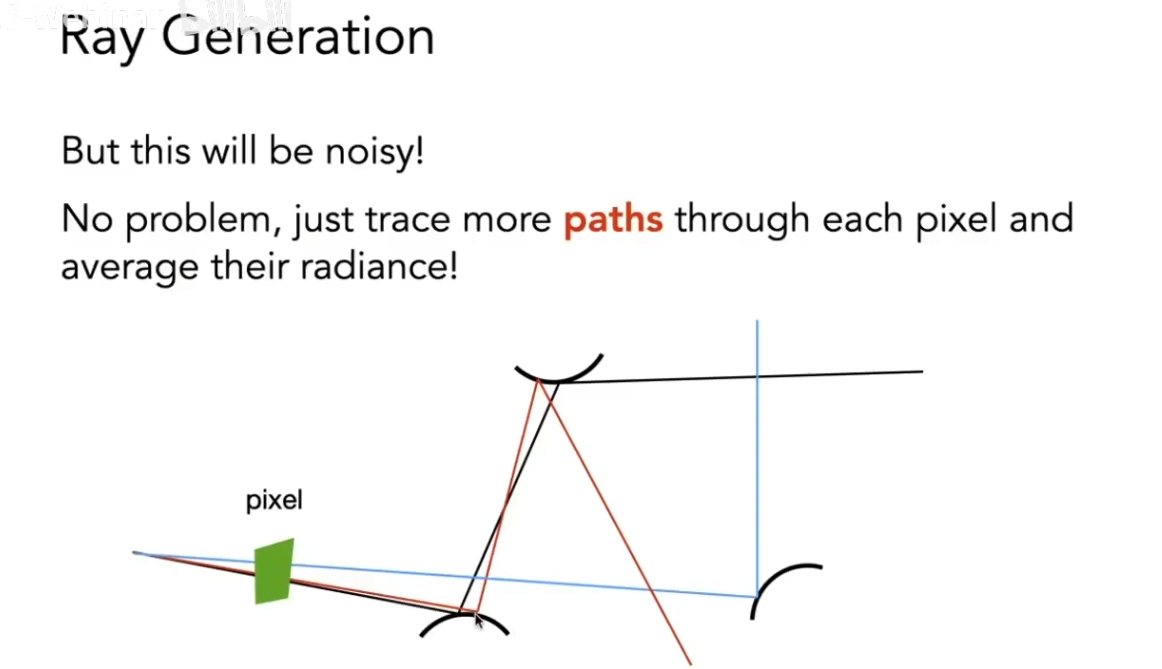 Ray Generation
But this will be noisy!
No problem, just trace more paths through each pixel and
average their radiance!
pixel